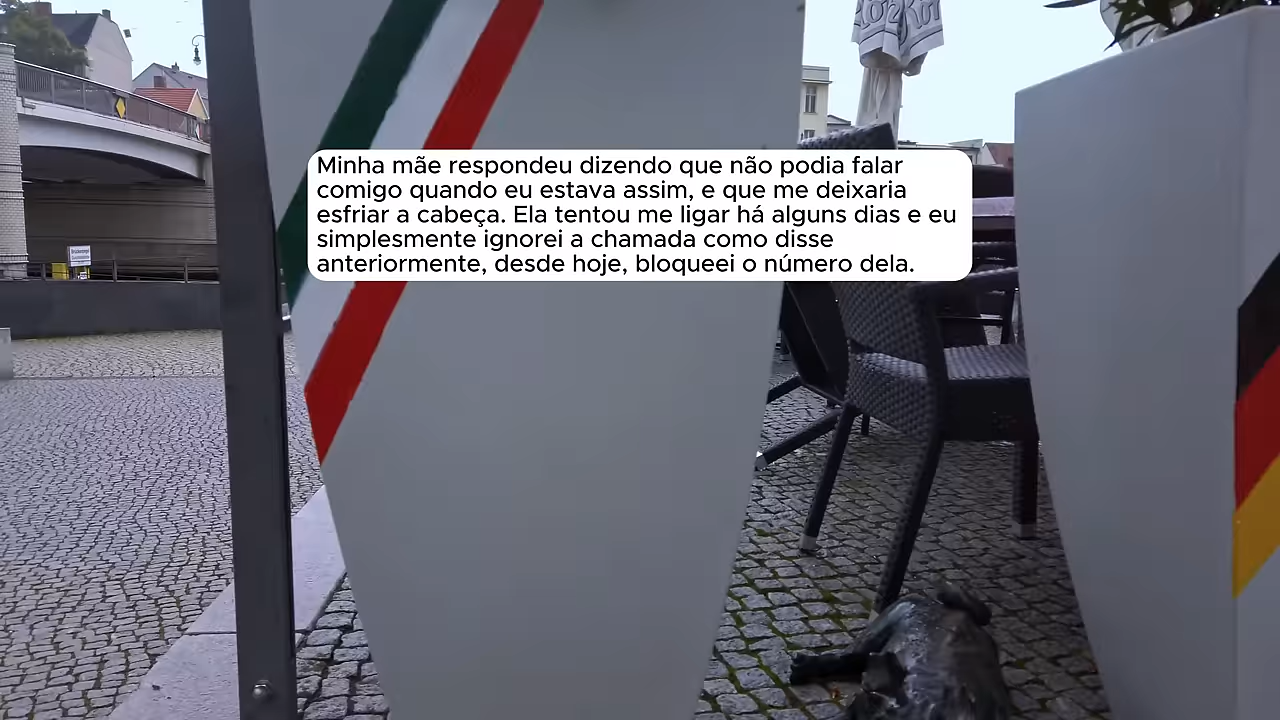 Minha mãe respondeu dizendo que não podia falar
comigo quando eu estava assim, e que me deixaria
esfriar a cabeça. Ela tentou me ligar há alguns dias e eu
simplesmente ignorei a chamada como disse
anteriormente, desde hoje, bloqueei o número dela.